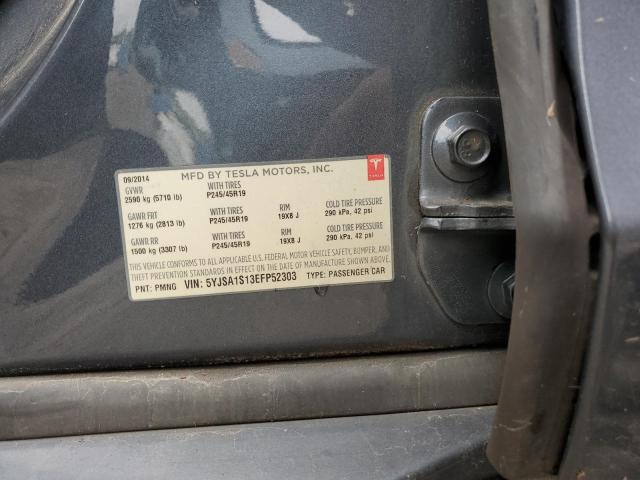 09/2014 MFD BY TESLA MOTORS, INC.
GVWR WITH TIRES
2590 kg (5710 lb) P245/45R19
GAWR FRT WITH TIRES RIM COLD TIRE PRESSURE
1276 kg (2813 lb) P245/45R19 19X8 J 290 kPa, 42 psi
GAWR RR WITH TIRES RIM COLD TIRE PRESSURE
1500 kg (3307 lb) P245/45R19 19X8 J 290 kPa, 42 psi
THIS VEHICLE CONFORMS TO ALL APPLICABLE U.S. FEDERAL MOTOR VEHICLE SAFETY, BUMPER, AND
THEFT PREVENTION STANDARDS IN EFFECT ON THE DATE OF MANUFACTURE SHOWN ABOVE.
PNT: PMNG VIN: 5YJSA1S13EFP52303 TYPE: PASSENGER CAR
TESLA